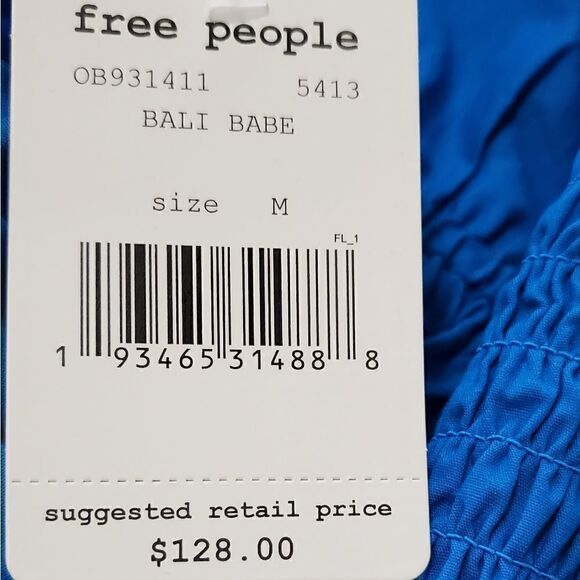 free people
OB931411 5413
BALI BABE
size M
FL_1
1 93465 31488 8
suggested retail price
$128.00